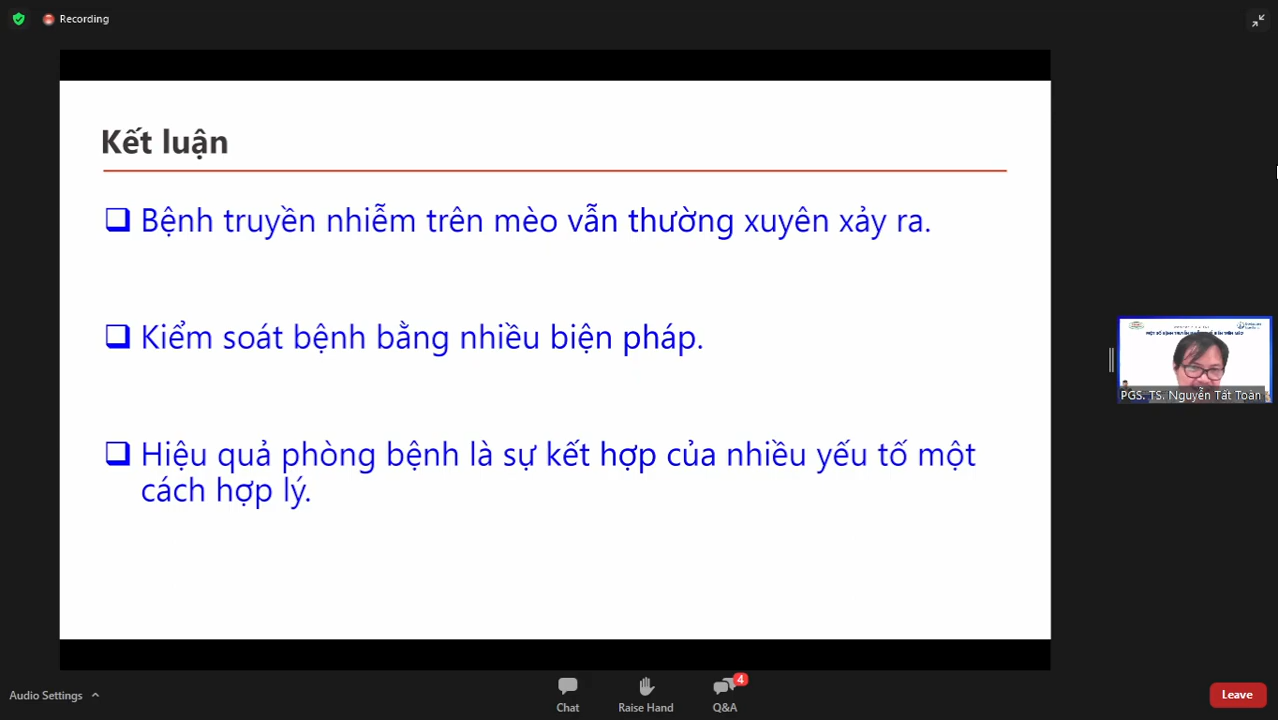 Recording
Kết luận
Bệnh truyền nhiễm trên mèo vẫn thường xuyên xảy ra.
Kiểm soát bệnh bằng nhiều biện pháp.
Hiệu quả phòng bệnh là sự kết hợp của nhiều yếu tố một
cách hợp lý.
PGS. TS. Nguyễn Tất Toàn
Audio Settings
Chat
Raise Hand
4
Q&A
Leave